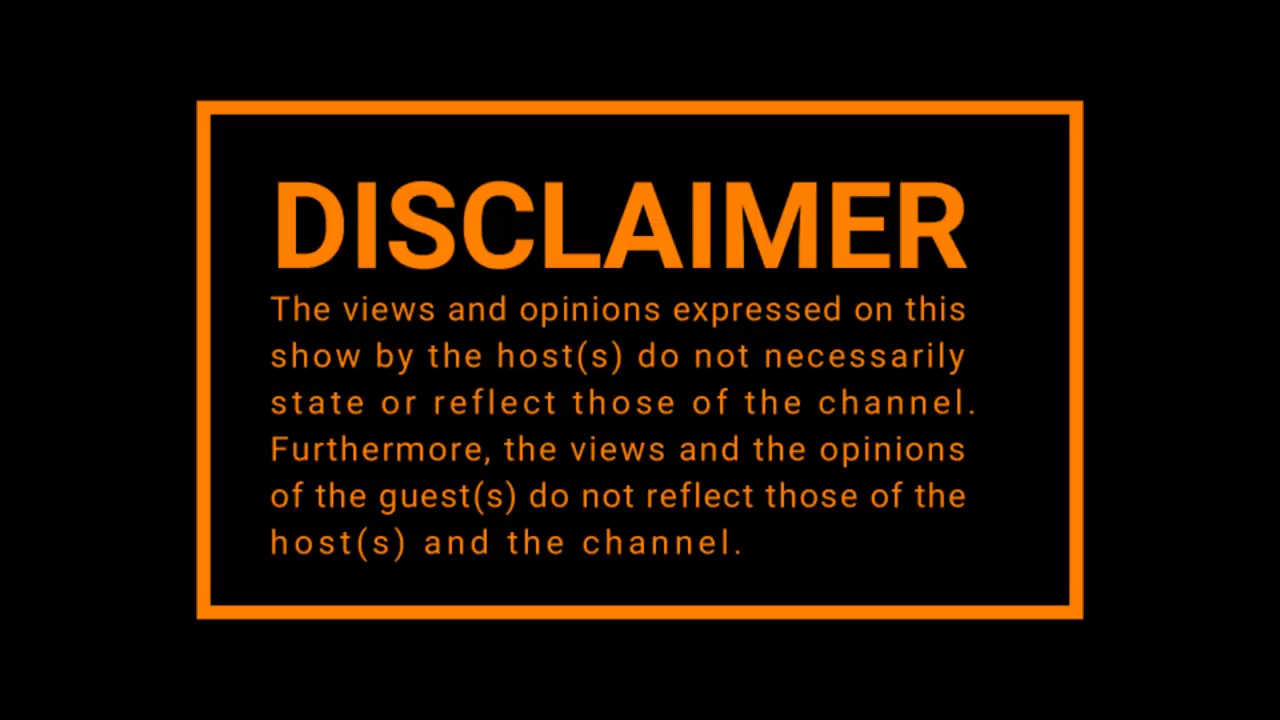 DISCLAIMER
The views and opinions expressed on this
show by the host(s) do not necessarily
state or reflect those of the channel.
Furthermore, the views and the opinions
of the guest(s) do not reflect those of the
host(s) and the channel.